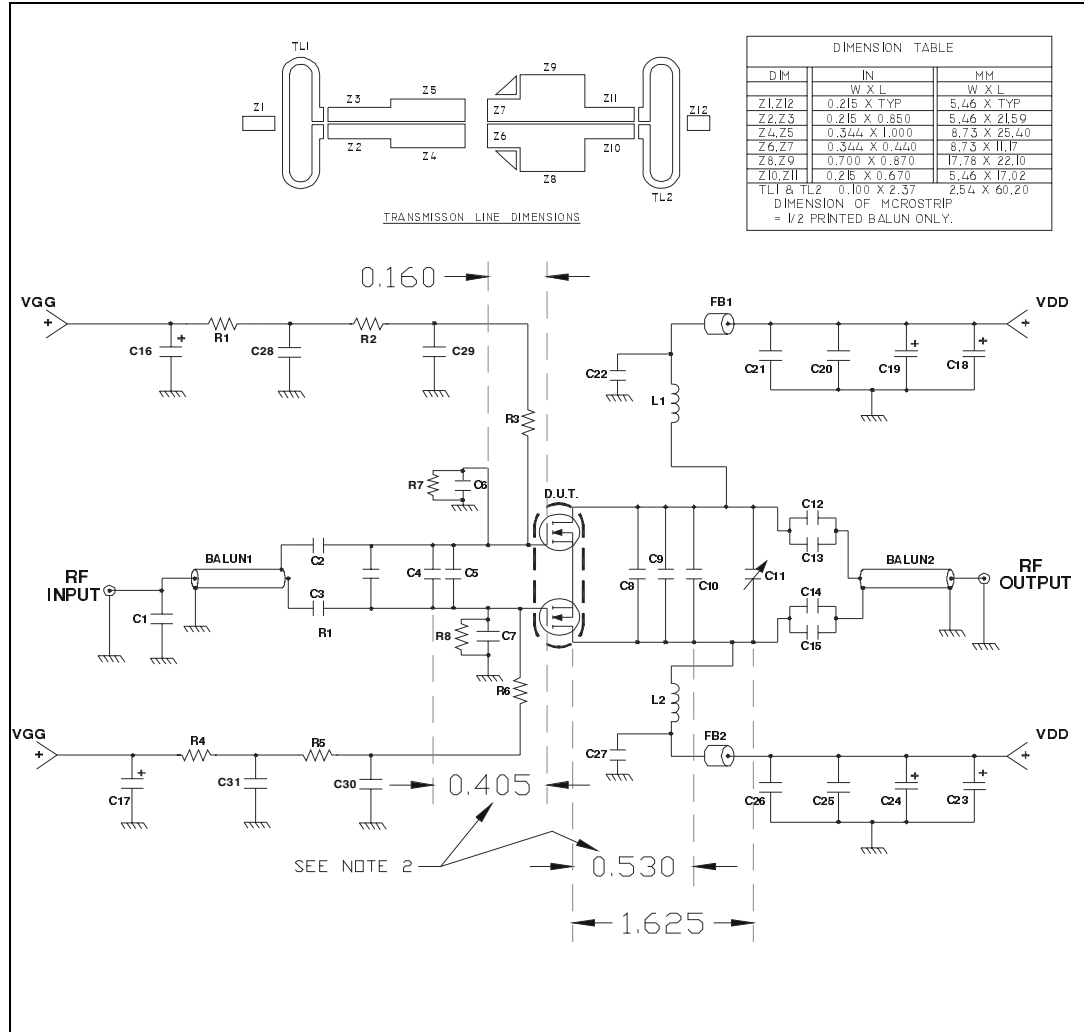 TL1
Z1
Z3
Z5
Z2
Z4
Z9
Z7
Z11
Z6
Z10
Z8
TL2
Z12
TRANSMISSON LINE DIMENSIONS
DIMENSION TABLE
DIM IN MM
W X L W X L
Z1,Z12 0.215 X TYP 5,46 X TYP
Z2,Z3 0.215 X 0.850 5,46 X 21,59
Z4,Z5 0.344 X 1.000 8,73 X 25,40
Z6,Z7 0.344 X 0.440 8,73 X 11,17
Z8,Z9 0.700 X 0.870 17,78 X 22,10
Z10,Z11 0.215 X 0.670 5,46 X 17,02
TL1 & TL2 0.100 X 2.37 2,54 X 60,20
DIMENSION OF MCROSTRIP
= 1/2 PRINTED BALUN ONLY.
0.160
VGG
+
C16
+
R1
C28
R2
C29
R3
FB1
VDD
+
C22
L1
C21
C20
C19
+
C18
+
R7
C6
D.U.T.
BALUN1
C2
C3
R1
C4
C5
RF
INPUT
C1
R8
C7
R6
C8
C9
C10
C11
C12
C13
C14
C15
BALUN2
RF
OUTPUT
L2
C27
FB2
VDD
+
C26
C25
C24
+
C23
+
VGG
+
R4
R5
C17
+
C31
C30
0.405
SEE NOTE 2
0.530
1.625